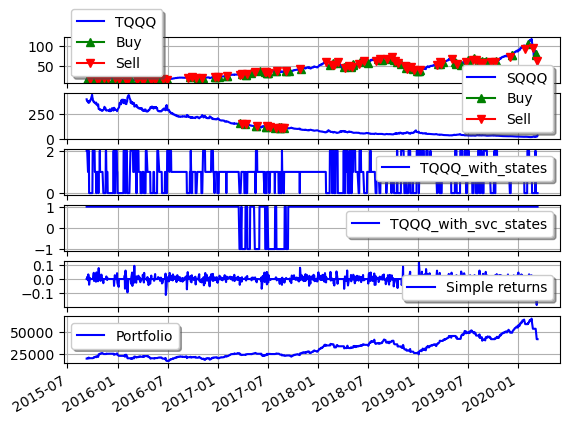 TQQQ
Buy
Sell
100
50
SQQQ
Buy
Sell
250
0
2
0
TQQQ_with_states
1
0
−1
TQQQ_with_svc_states
0.1
0.0
−0.1
Simple returns
50000
25000
Portfolio
2015-07
2016-01
2016-07
2017-01
2017-07
2018-01
2018-07
2019-01
2019-07
2020-01